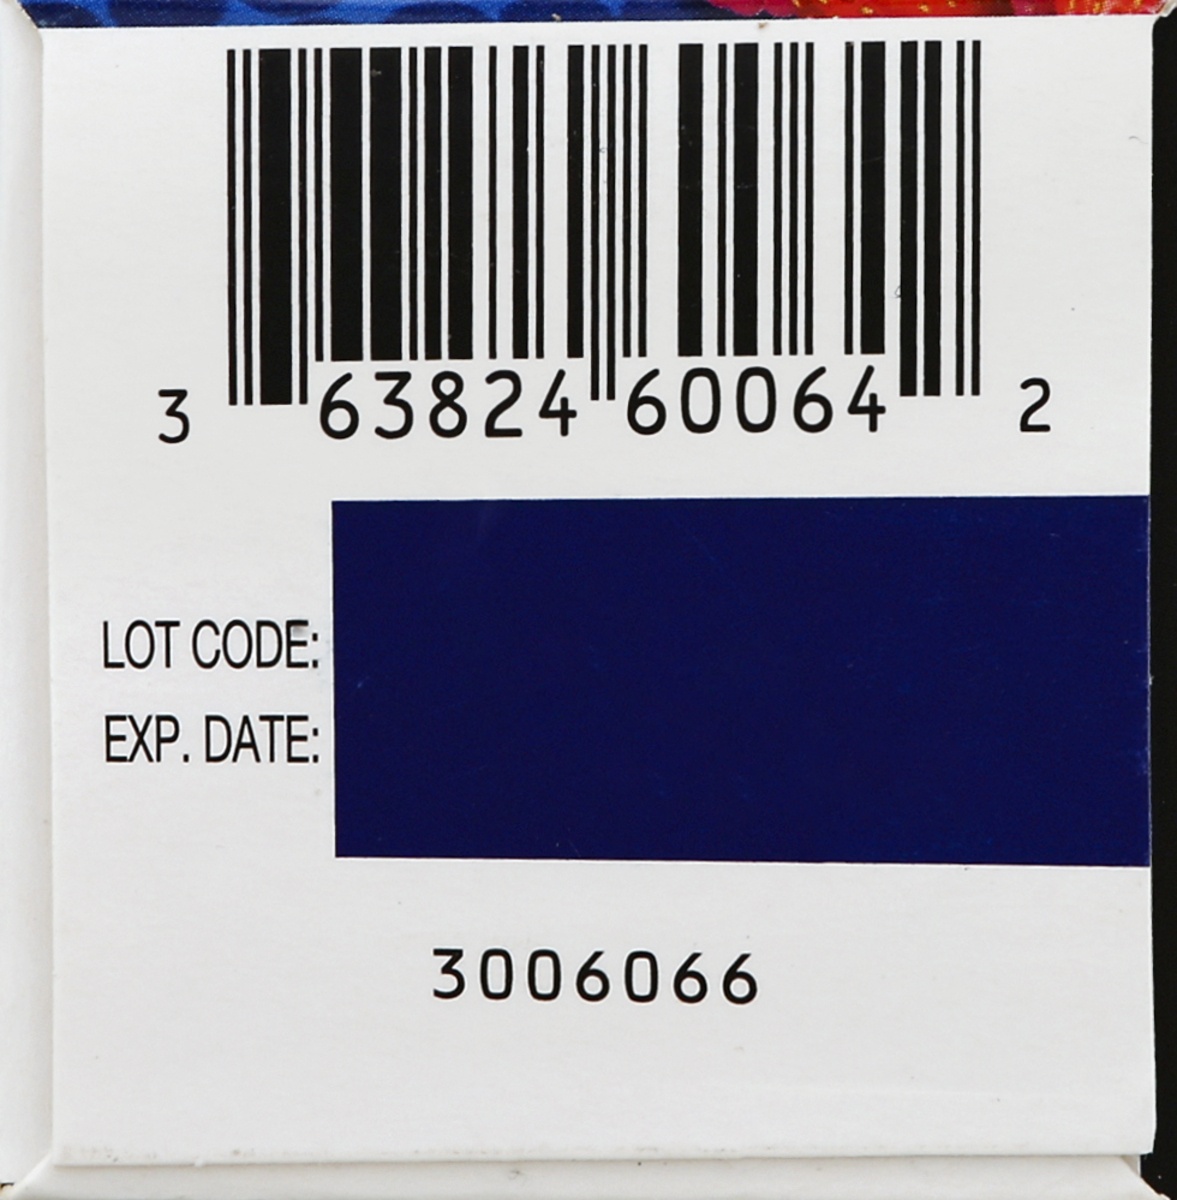 3 63824 60064 2
LOT CODE:
EXP. DATE:
3006066